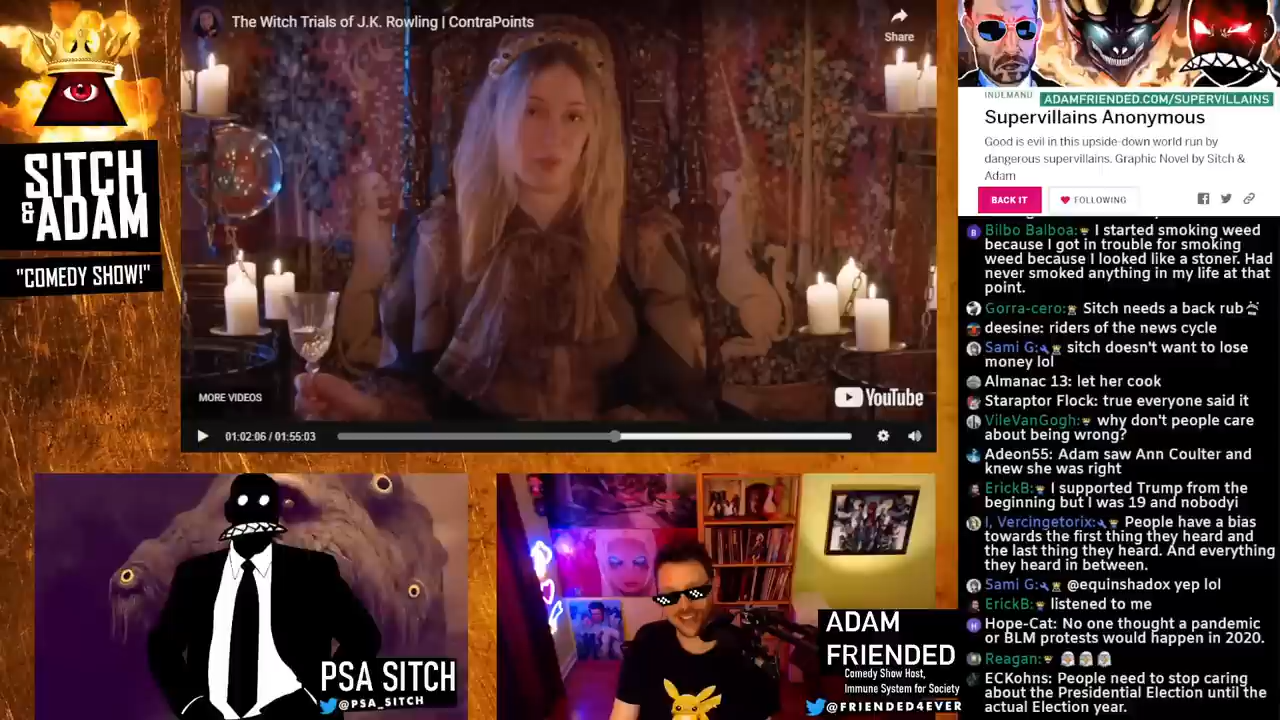 The Witch Trials of J.K. Rowling | ContraPoints
Share
MORE VIDEOS
YouTube
01:02:06 / 01:55:03
SITCH
& ADAM
"COMEDY SHOW!"
INDEMAND
ADAMFRIENDED.COM/SUPERVILLAINS
Supervillains Anonymous
Good is evil in this upside-down world run by
dangerous supervillains. Graphic Novel by Sitch &
Adam
BACK IT
FOLLOWING
Bilbo Balboa: I started smoking weed
because I got in trouble for smoking
weed because I looked like a stoner. Had
never smoked anything in my life at that
point.
Gorra-cero: Sitch needs a back rub
deesine: riders of the news cycle
Sami G: sitch doesn't want to lose
money lol
Almanac 13: let her cook
Staraptor Flock: true everyone said it
VileVanGogh: why don't people care
about being wrong?
Adeon55: Adam saw Ann Coulter and
knew she was right
ErickB: I supported Trump from the
beginning but I was 19 and nobodyi
I, Vercingetorix: People have a bias
towards the first thing they heard and
the last thing they heard. And everything
they heard in between.
Sami G: @equinshadox yep lol
ErickB: listened to me
Hope-Cat: No one thought a pandemic
or BLM protests would happen in 2020.
Reagan:
ECKohns: People need to stop caring
about the Presidential Election until the
actual Election year.
PSA SITCH
@PSA_SITCH
ADAM
FRIENDED
Comedy Show Host,
Immune System for Society
@FRIENDED4EVER